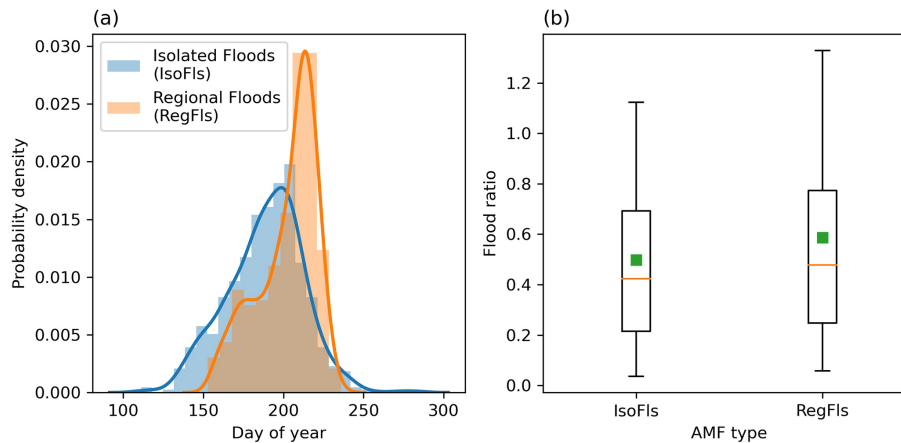 (a)
Isolated Floods
(IsoFls)
Regional Floods
(RegFls)
Probability density
0.030
0.025
0.020
0.015
0.010
0.005
0.000
100
150
200
250
300
Day of year
(b)
Flood ratio
1.2
1.0
0.8
0.6
0.4
0.2
0.0
IsoFls
RegFls
AMF type